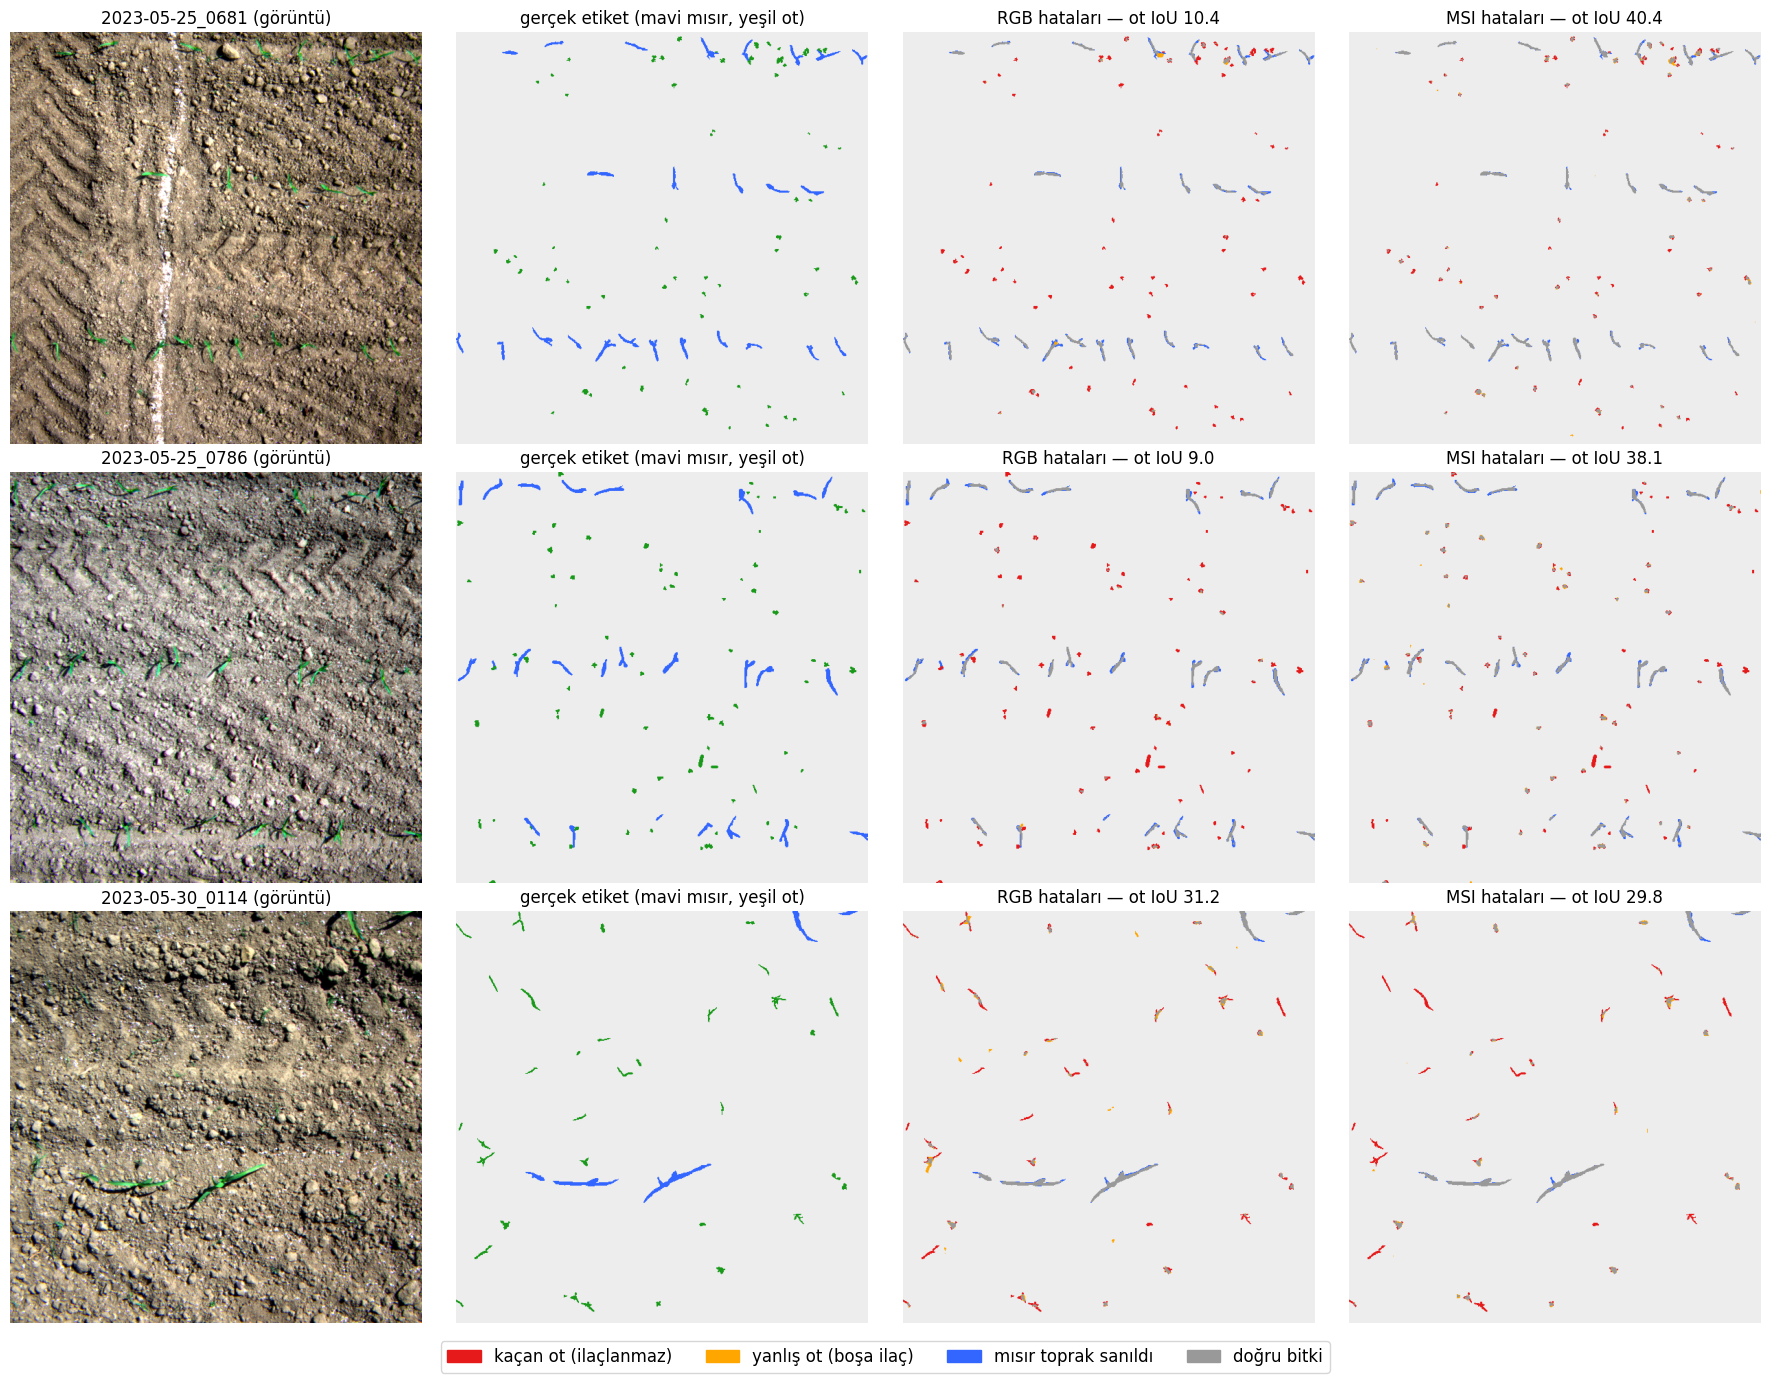 2023-05-25_0681 (görüntü)
gerçek etiket (mavi mısır, yeşil ot)
RGB hataları — ot IoU 10.4
MSI hataları — ot IoU 40.4
2023-05-25_0786 (görüntü)
gerçek etiket (mavi mısır, yeşil ot)
RGB hataları — ot IoU 9.0
MSI hataları — ot IoU 38.1
2023-05-30_0114 (görüntü)
gerçek etiket (mavi mısır, yeşil ot)
RGB hataları — ot IoU 31.2
MSI hataları — ot IoU 29.8
kaçan ot (ilaçlanmaz)
yanlış ot (boşa ilaç)
mısır toprak sanıldı
doğru bitki